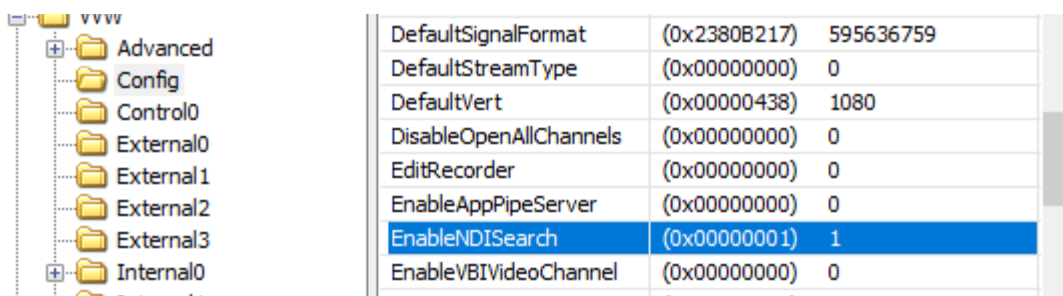 VVW
Advanced
Config
Control0
External0
External1
External2
External3
Internal0
DefaultSignalFormat (0x2380B217) 595636759
DefaultStreamType (0x00000000) 0
DefaultVert (0x00000438) 1080
DisableOpenAllChannels (0x00000000) 0
EditRecorder (0x00000000) 0
EnableAppPipeServer (0x00000000) 0
EnableNDISearch (0x00000001) 1
EnableVBIVideoChannel (0x00000000) 0